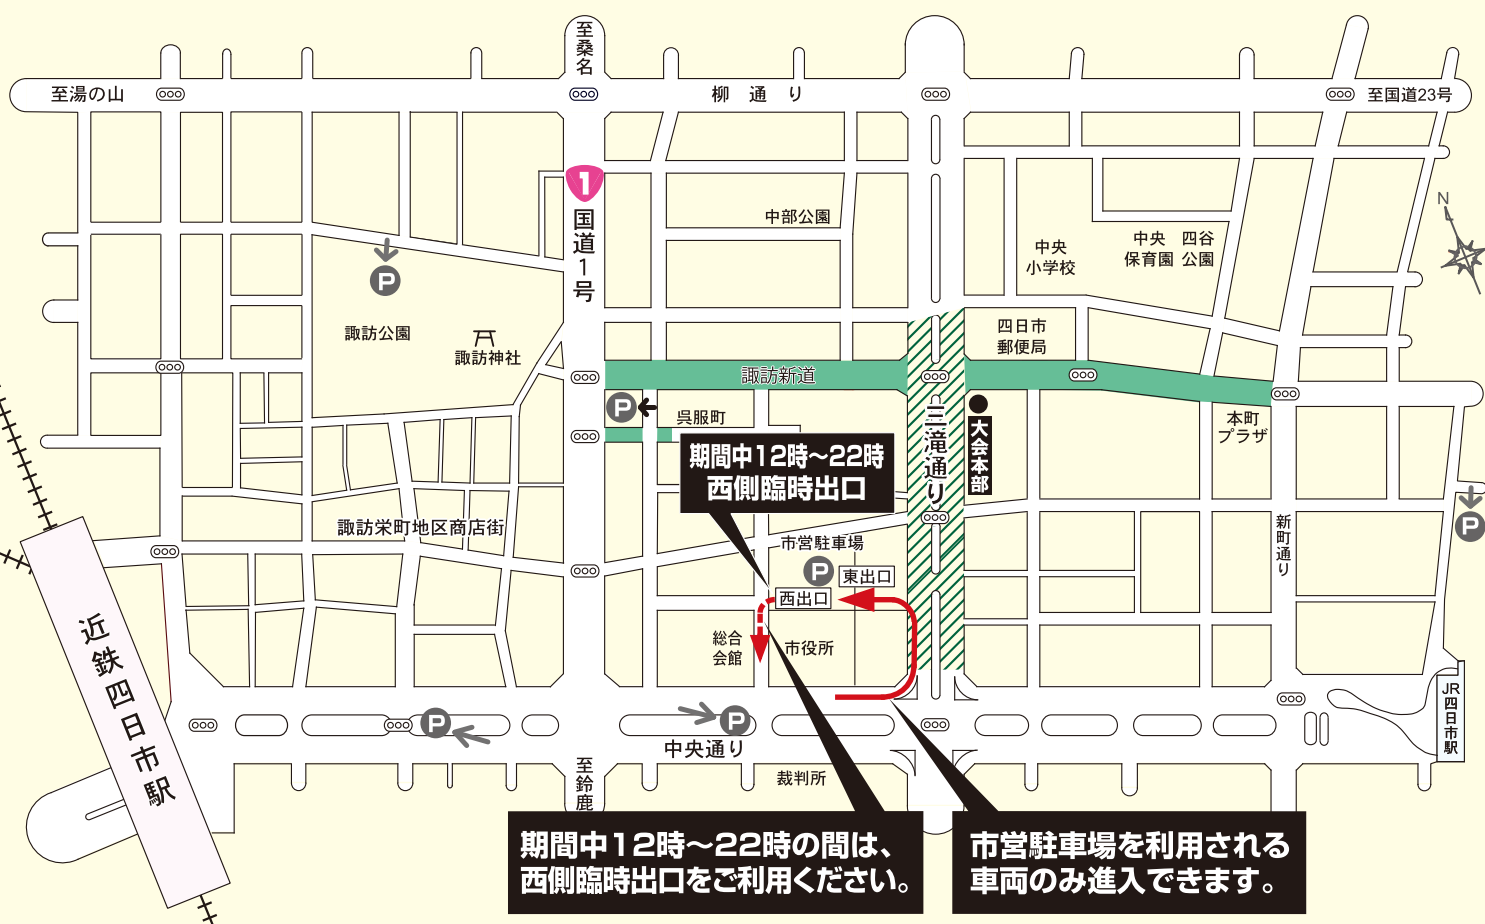 至桑名
至湯の山
柳通り
至国道23号
1
国道1号
中部公園
中央
小学校
中央
保育園
四谷
公園
N
P
諏訪公園
諏訪神社
四日市
郵便局
諏訪新道
P
呉服町
三滝通り
大会本部
本町
プラザ
期間中12時～22時
西側臨時出口
諏訪栄町地区商店街
市営駐車場
P
東出口
西出口
新町通り
P
総合
会館
市役所
近鉄四日市駅
P
P
中央通り
JR四日市駅
至鈴鹿
裁判所
期間中12時～22時の間は、
西側臨時出口をご利用ください。
市営駐車場を利用される
車両のみ進入できます。